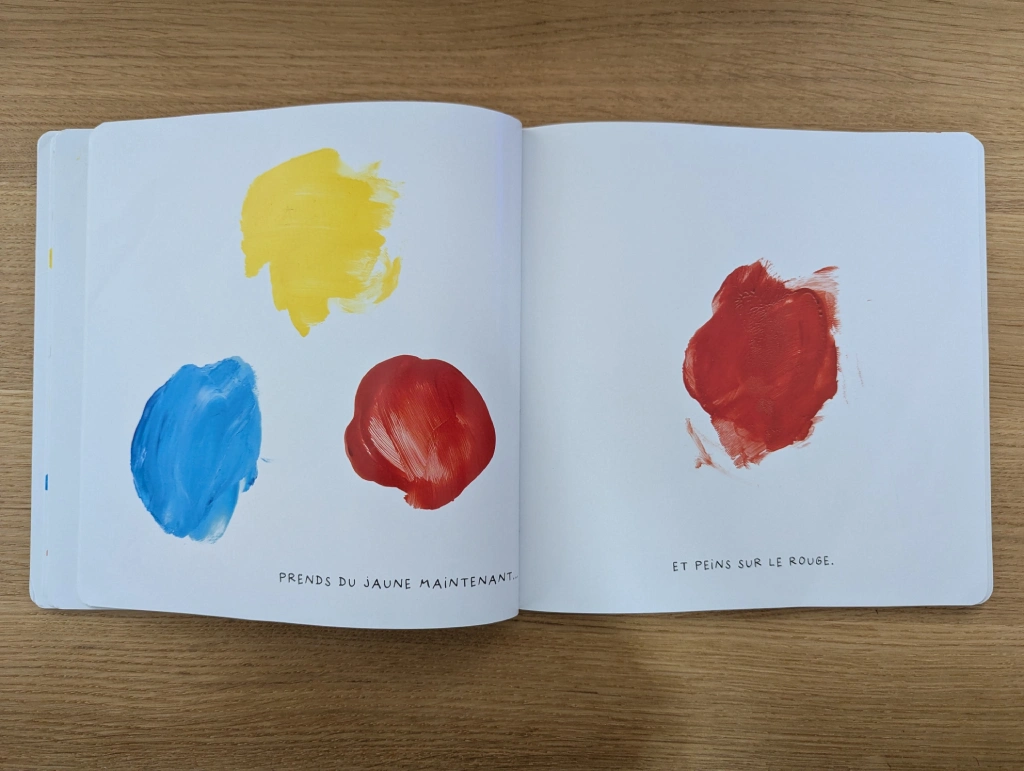 PRENDS DU JAUNE MAINTENANT...
ET PEINS SUR LE ROUGE.